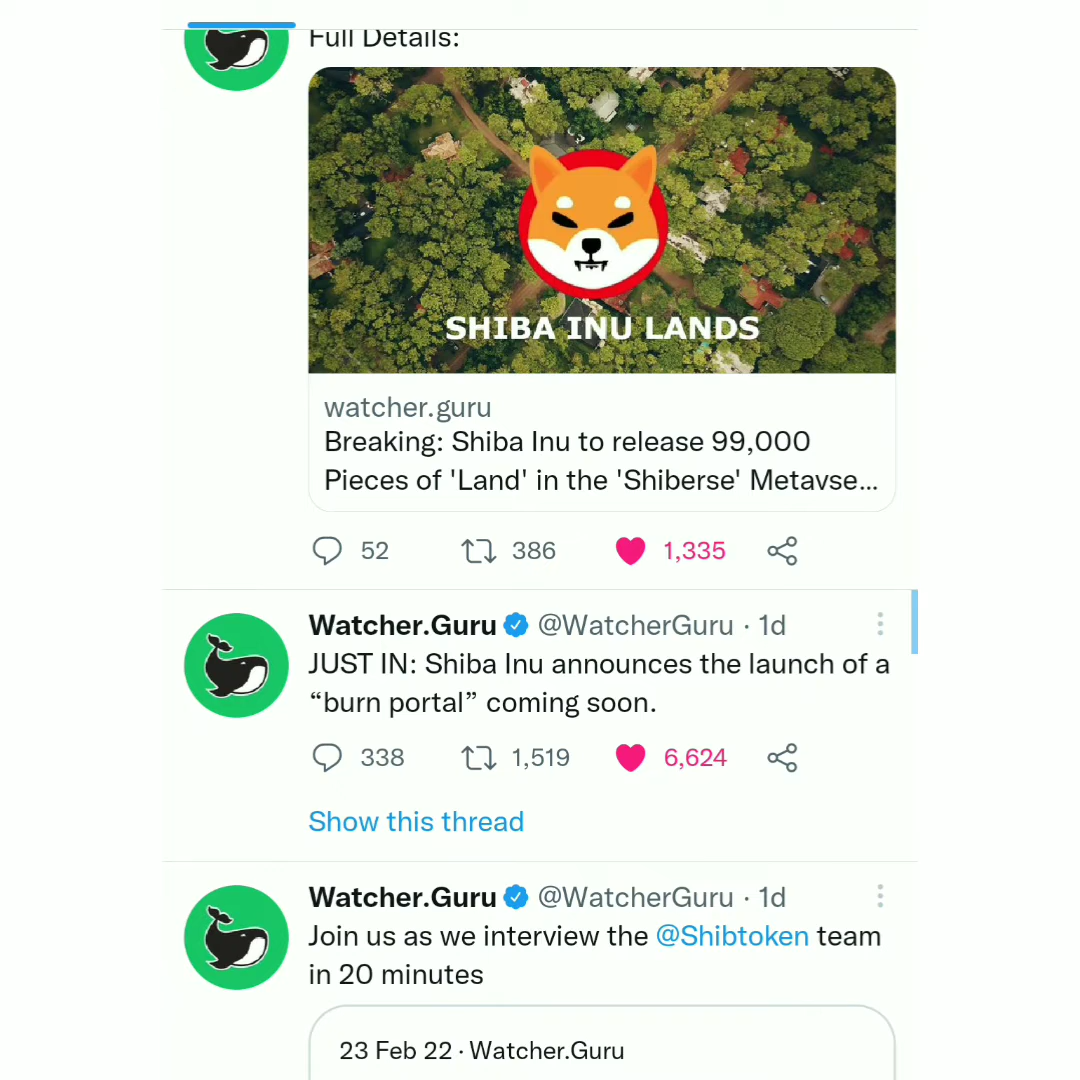 Full Details:
SHIBA INU LANDS
watcher.guru
Breaking: Shiba Inu to release 99,000
Pieces of 'Land' in the 'Shiberse' Metavse...
52 386 1,335
Watcher.Guru @WatcherGuru · 1d
JUST IN: Shiba Inu announces the launch of a
“burn portal” coming soon.
338 1,519 6,624
Show this thread
Watcher.Guru @WatcherGuru · 1d
Join us as we interview the @Shibtoken team
in 20 minutes
23 Feb 22 · Watcher.Guru